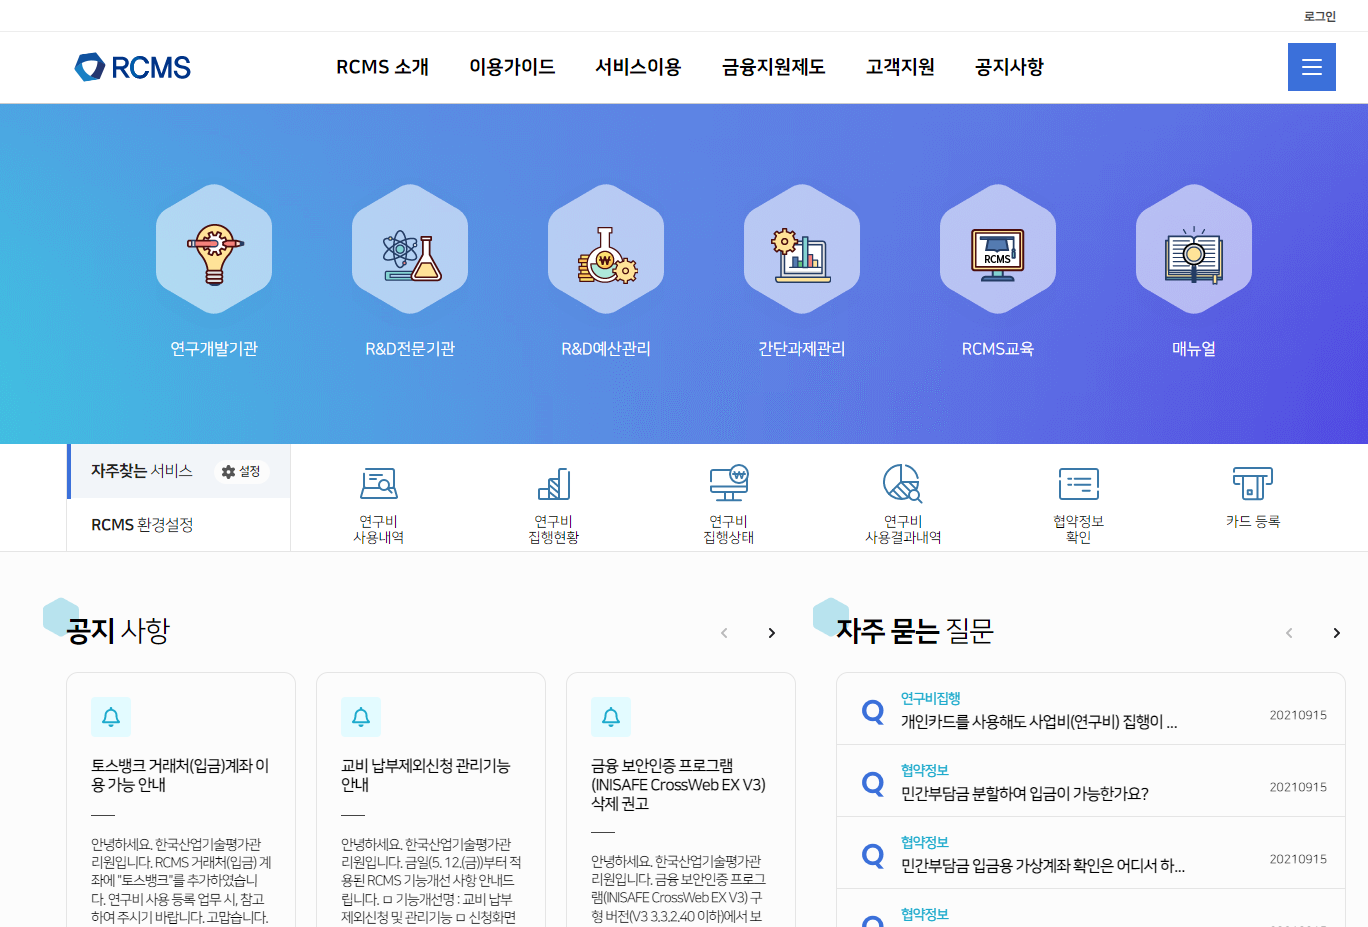 로그인
RCMS
RCMS 소개
이용가이드
서비스이용
금융지원제도
고객지원
공지사항
RCMS
연구개발기관
R&D전문기관
R&D예산관리
간단과제관리
RCMS교육
매뉴얼
자주찾는 서비스
설정
RCMS 환경설정
연구비
사용내역
연구비
집행현황
연구비
집행상태
연구비
사용결과내역
협약정보
확인
카드 등록
공지 사항
토스뱅크 거래처(입금)계좌 이
용 가능 안내
안녕하세요. 한국산업기술평가관
리원입니다. RCMS 거래처(입금) 계
좌에 "토스뱅크"를 추가하였습니
다. 연구비 사용 등록 업무 시, 참고
하여 주시기 바랍니다. 고맙습니다.
교비 납부제외신청 관리기능
안내
안녕하세요. 한국산업기술평가관
리원입니다. 금일(5. 12.(금))부터 적
용된 RCMS 기능개선 사항 안내드
립니다. ㅁ 기능개선명 : 교비 납부
제외신청 및 관리기능 ㅁ 신청화면
금융 보안인증 프로그램
(INISAFE CrossWeb EX V3)
삭제 권고
안녕하세요. 한국산업기술평가관
리원입니다. 금융 보안인증 프로그
램(INISAFE CrossWeb EX V3) 구
형 버전(V3 3.3.2.40 이하)에서 보
자주 묻는 질문
Q
연구비집행
개인카드를 사용해도 사업비(연구비) 집행이 ...
20210915
Q
협약정보
민간부담금 분할하여 입금이 가능한가요?
20210915
Q
협약정보
민간부담금 입금용 가상계좌 확인은 어디서 하...
20210915
Q
협약정보